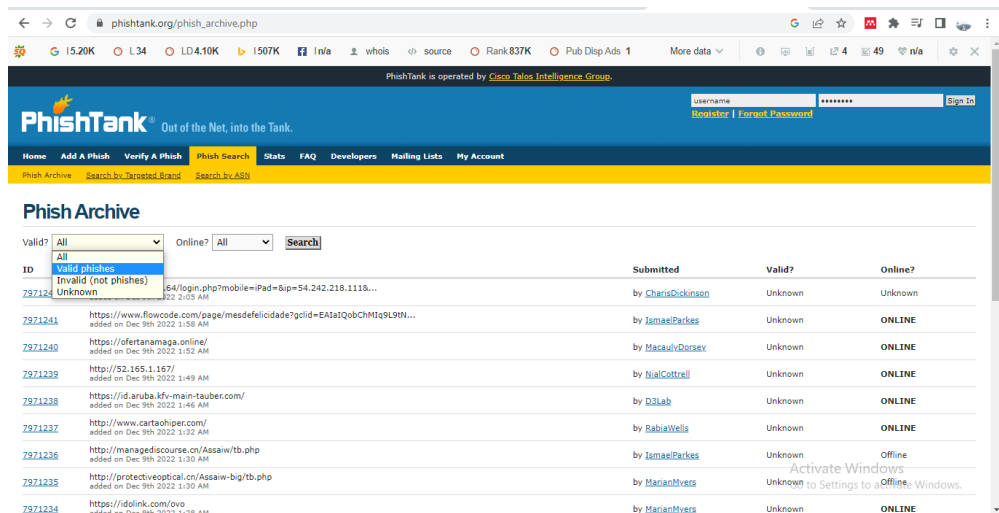 phishtank.org/phish_archive.php
G I5.20K L34 LD4.10K I507K In/a whois source Rank837K Pub Disp Ads 1 More data 4 49 n/a
PhishTank is operated by Cisco Talos Intelligence Group.
username •••••••• Sign In
Register | Forgot Password
PhishTank® Out of the Net, into the Tank.
Home Add A Phish Verify A Phish Phish Search Stats FAQ Developers Mailing Lists My Account
Phish Archive Search by Targeted Brand Search by ASN
Phish Archive
Valid? All Online? All Search
All
Valid phishes
Invalid (not phishes)
Unknown
ID Submitted Valid? Online?
.64/login.php?mobile=iPad=&ip=54.242.218.111&...
2:05 AM
by CharisDickinson Unknown Unknown
7971241 https://www.flowcode.com/page/mesdefelicidade?gclid=EAIaIQobChMIq9L9tN...
added on Dec 9th 2022 1:58 AM
by IsmaelParkes Unknown ONLINE
7971240 https://ofertanamaga.online/
added on Dec 9th 2022 1:52 AM
by MacaulyDorsey Unknown ONLINE
7971239 http://52.165.1.167/
added on Dec 9th 2022 1:49 AM
by NialCottrell Unknown ONLINE
7971238 https://id.aruba.kfv-main-tauber.com/
added on Dec 9th 2022 1:46 AM
by D3Lab Unknown ONLINE
7971237 http://www.cartaohiper.com/
added on Dec 9th 2022 1:32 AM
by RabiaWells Unknown ONLINE
7971236 http://managediscourse.cn/Assaiw/tb.php
added on Dec 9th 2022 1:30 AM
by IsmaelParkes Unknown Offline
7971235 http://protectiveoptical.cn/Assaiw-big/tb.php
added on Dec 9th 2022 1:30 AM
by MarianMyers Unknown Offline
7971234 https://idolink.com/ovo
by MarianMyers Unknown ONLINE
Activate Windows
Go to Settings to activate Windows.